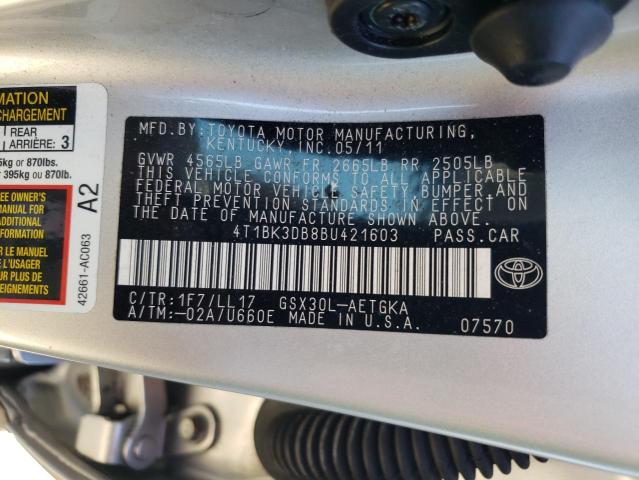 MATION
CHARGEMENT
REAR
ARRIÈRE: 3
5kg or 870lbs.
r 395kg ou 870lb.
EE OWNER'S
MANUAL FOR
ADDITIONAL
FORMATION
IR LE MANUEL
E L'USAGER
UR PLUS DE
A2
42661-AC063
MFD.BY:TOYOTA MOTOR MANUFACTURING,
KENTUCKY, INC.05/11
GVWR 4565LB GAWR FR 2665LB RR 2505LB
THIS VEHICLE CONFORMS TO ALL APPLICABLE
FEDERAL MOTOR VEHICLE SAFETY, BUMPER, AND
THEFT PREVENTION STANDARDS IN EFFECT ON
THE DATE OF MANUFACTURE SHOWN ABOVE.
4T1BK3DB8BU421603 PASS.CAR
C/TR:1F7/LL17 GSX30L-AETGKA
A/TM:-02A/U660E MADE IN U.S.A.
07570
TOYOTA